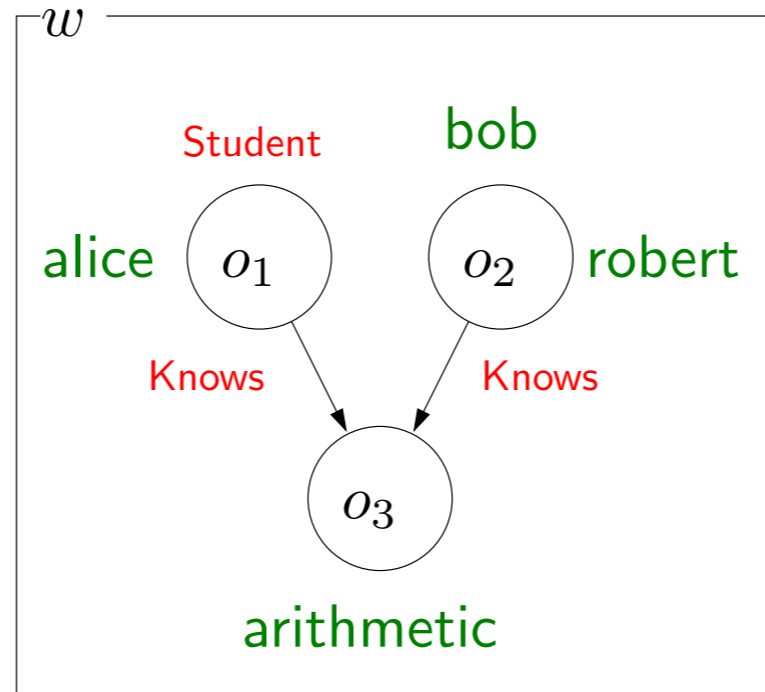 w
bob
Student
alice
o₁
o₂
robert
Knows
Knows
o₃
arithmetic